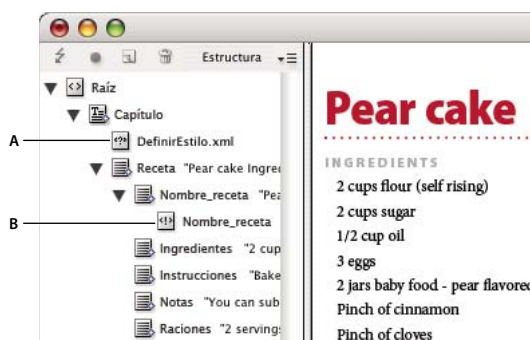 Estructura
Raíz
Capítulo
A
DefinirEstilo.xml
Receta "Pear cake Ingre
Nombre_receta "Pea
B
Nombre_receta
Ingredientes "2 cup
Instrucciones "Bake
Notas "You can sub
Raciones "2 serving
Pear cake
INGREDIENTS
2 cups flour (self rising)
2 cups sugar
1/2 cup oil
3 eggs
2 jars baby food - pear flavored
Pinch of cinnamon
Pinch of cloves